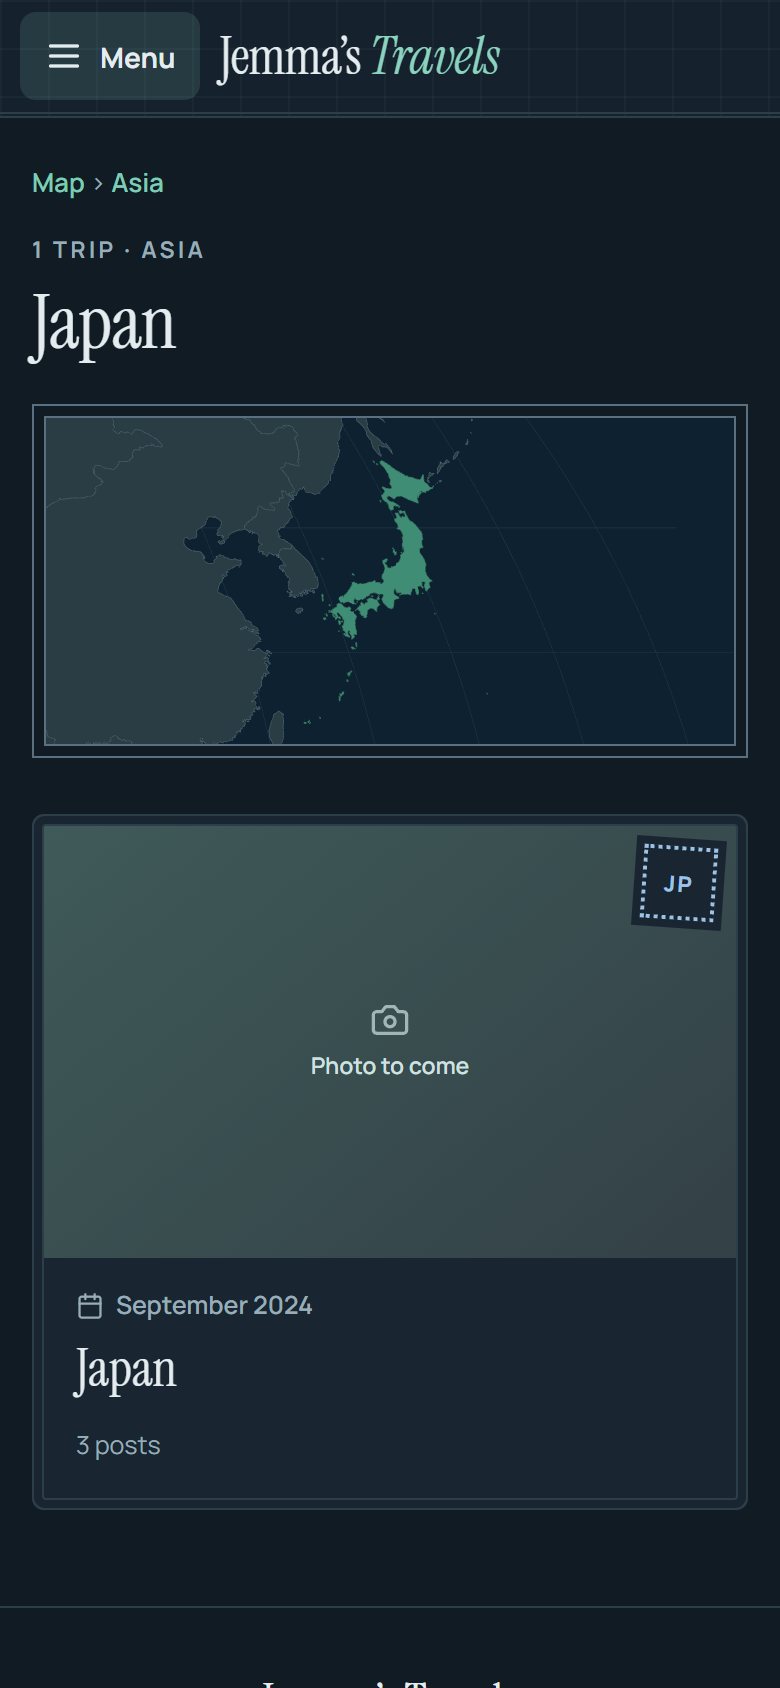 Menu
Jemma’s Travels
Map › Asia
1 TRIP · ASIA
Japan
JP
Photo to come
September 2024
Japan
3 posts